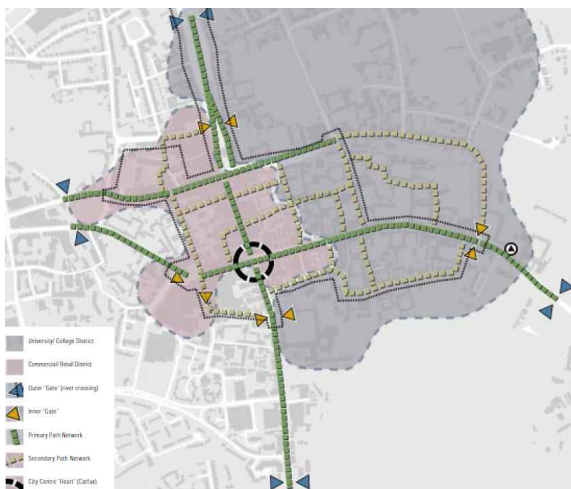 University/ College District
Commercial/ Retail District
Outer 'Gate' (river crossing)
Inner 'Gate'
Primary Path Network
Secondary Path Network
City Centre 'Heart' (Carfax)